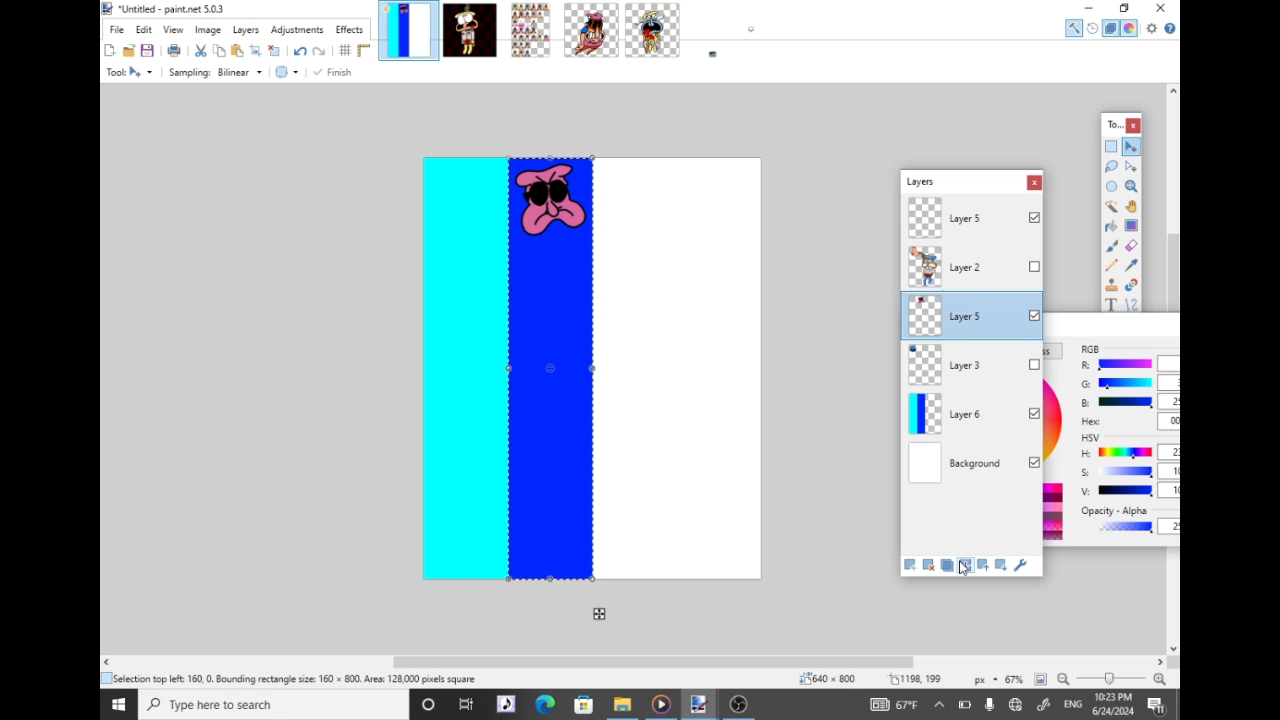 *Untitled - paint.net 5.0.3
File Edit View Image Layers Adjustments Effects
Tool: Sampling: Bilinear Finish
To...
Layers
Layer 5
Layer 2
Layer 5
Layer 3
Layer 6
Background
ss
RGB
R:
G:
B:
Hex: 00
HSV
H:
S:
V:
Opacity - Alpha
Selection top left: 160, 0. Bounding rectangle size: 160 × 800. Area: 128,000 pixels square
640 × 800
1198, 199
px
67%
Type here to search
67°F
ENG
10:23 PM
6/24/2024